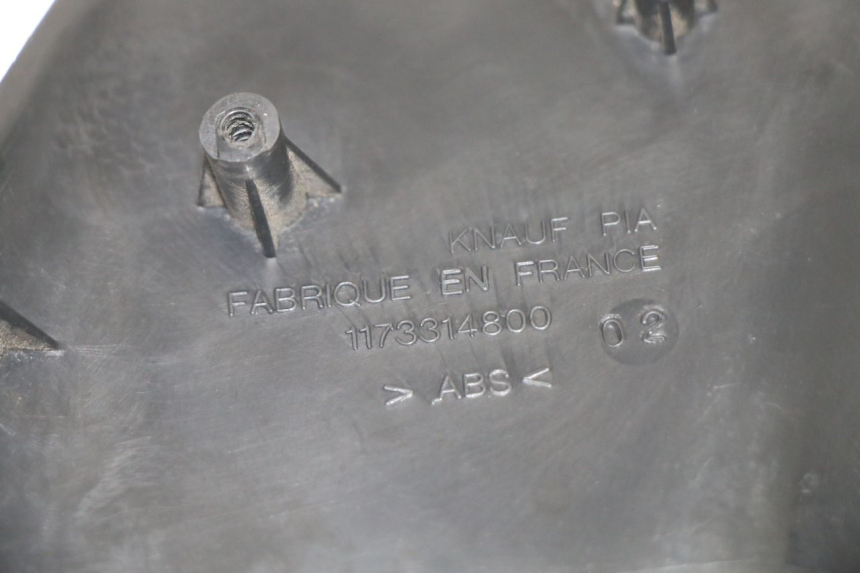 KNAUF PIA
FABRIQUE EN FRANCE
1173314800 02
> ABS <